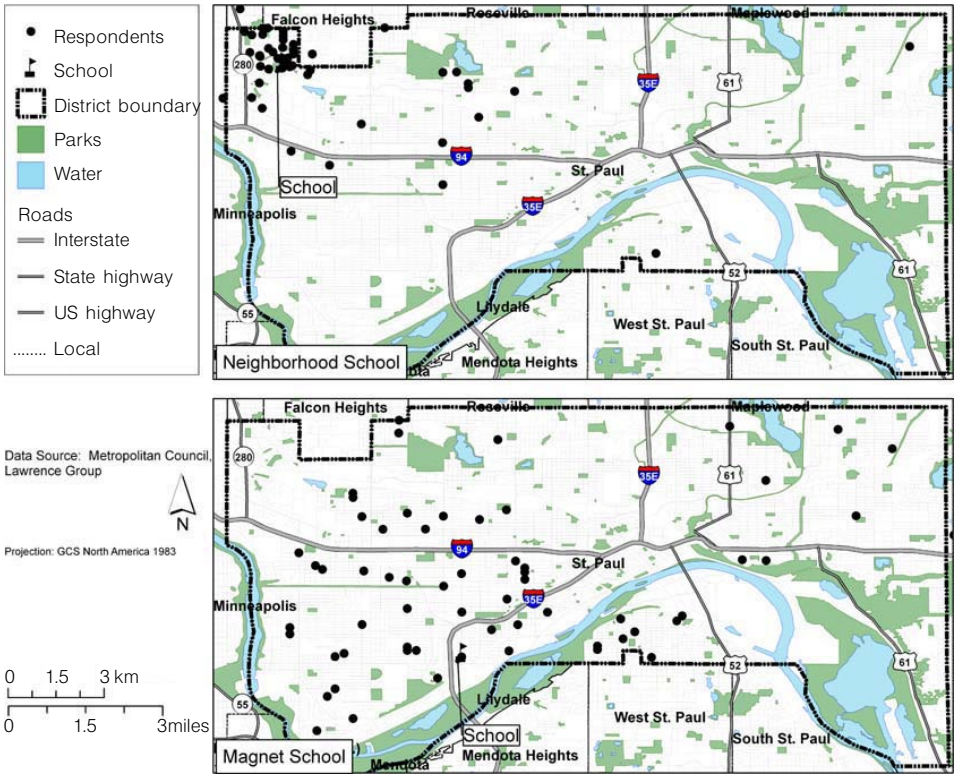 Respondents
School
District boundary
Parks
Water
Roads
Interstate
State highway
US highway
Local
Falcon Heights
Roseville
Maplewood
280
35E
61
94
School
St. Paul
Minneapolis
35E
61
52
55
Lilydale
West St. Paul
South St. Paul
Neighborhood School
Mendota Heights
ota
Data Source: Metropolitan Council,
Lawrence Group
N
Projection: GCS North America 1983
0 1.5 3 km
0 1.5 3miles
Falcon Heights
Roseville
Maplewood
280
35E
61
94
St. Paul
35E
Minneapolis
61
52
55
Lilydale
West St. Paul
School
South St. Paul
Magnet School
Mendota
Mendota Heights